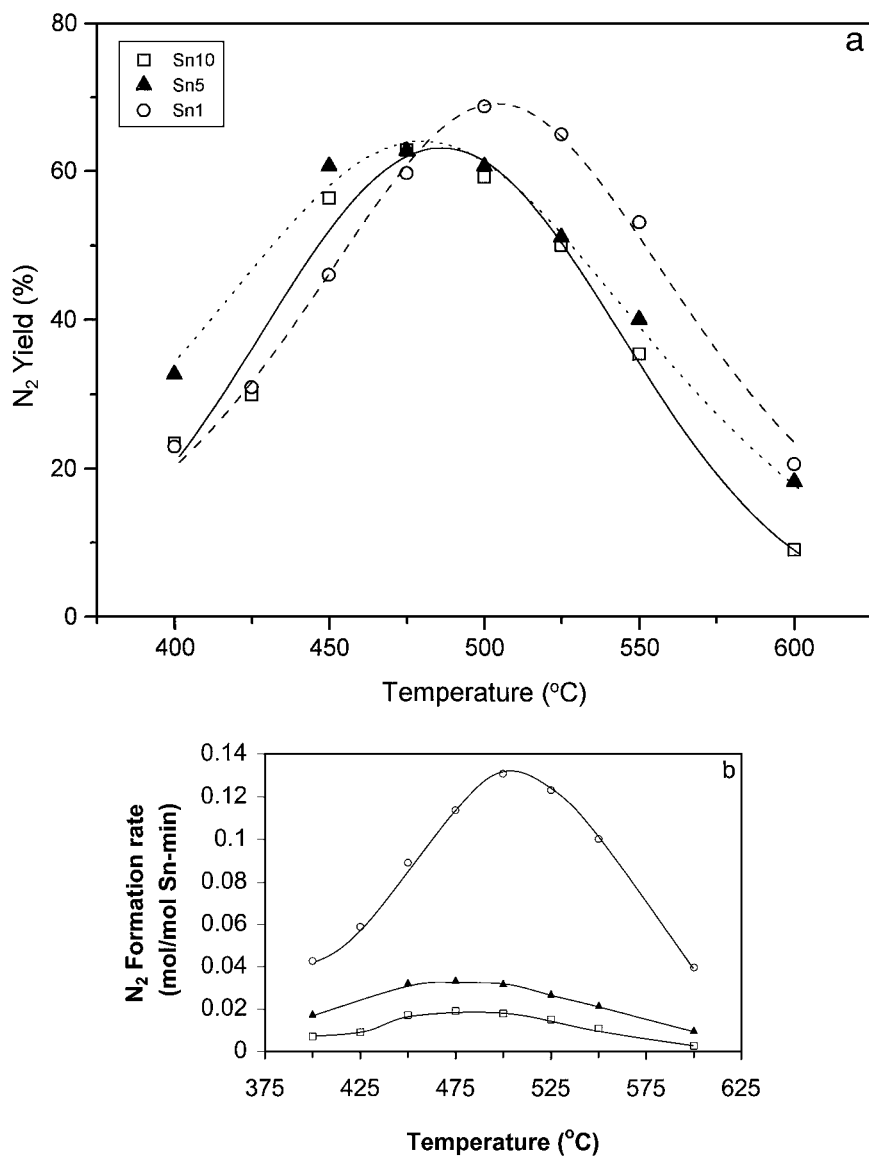 a
80
60
40
20
0
Sn10
Sn5
Sn1
N₂ Yield (%)
400 450 500 550 600
Temperature (°C)
b
0.14
0.12
0.1
0.08
0.06
0.04
0.02
0
N₂ Formation rate
(mol/mol Sn-min)
375 425 475 525 575 625
Temperature (°C)